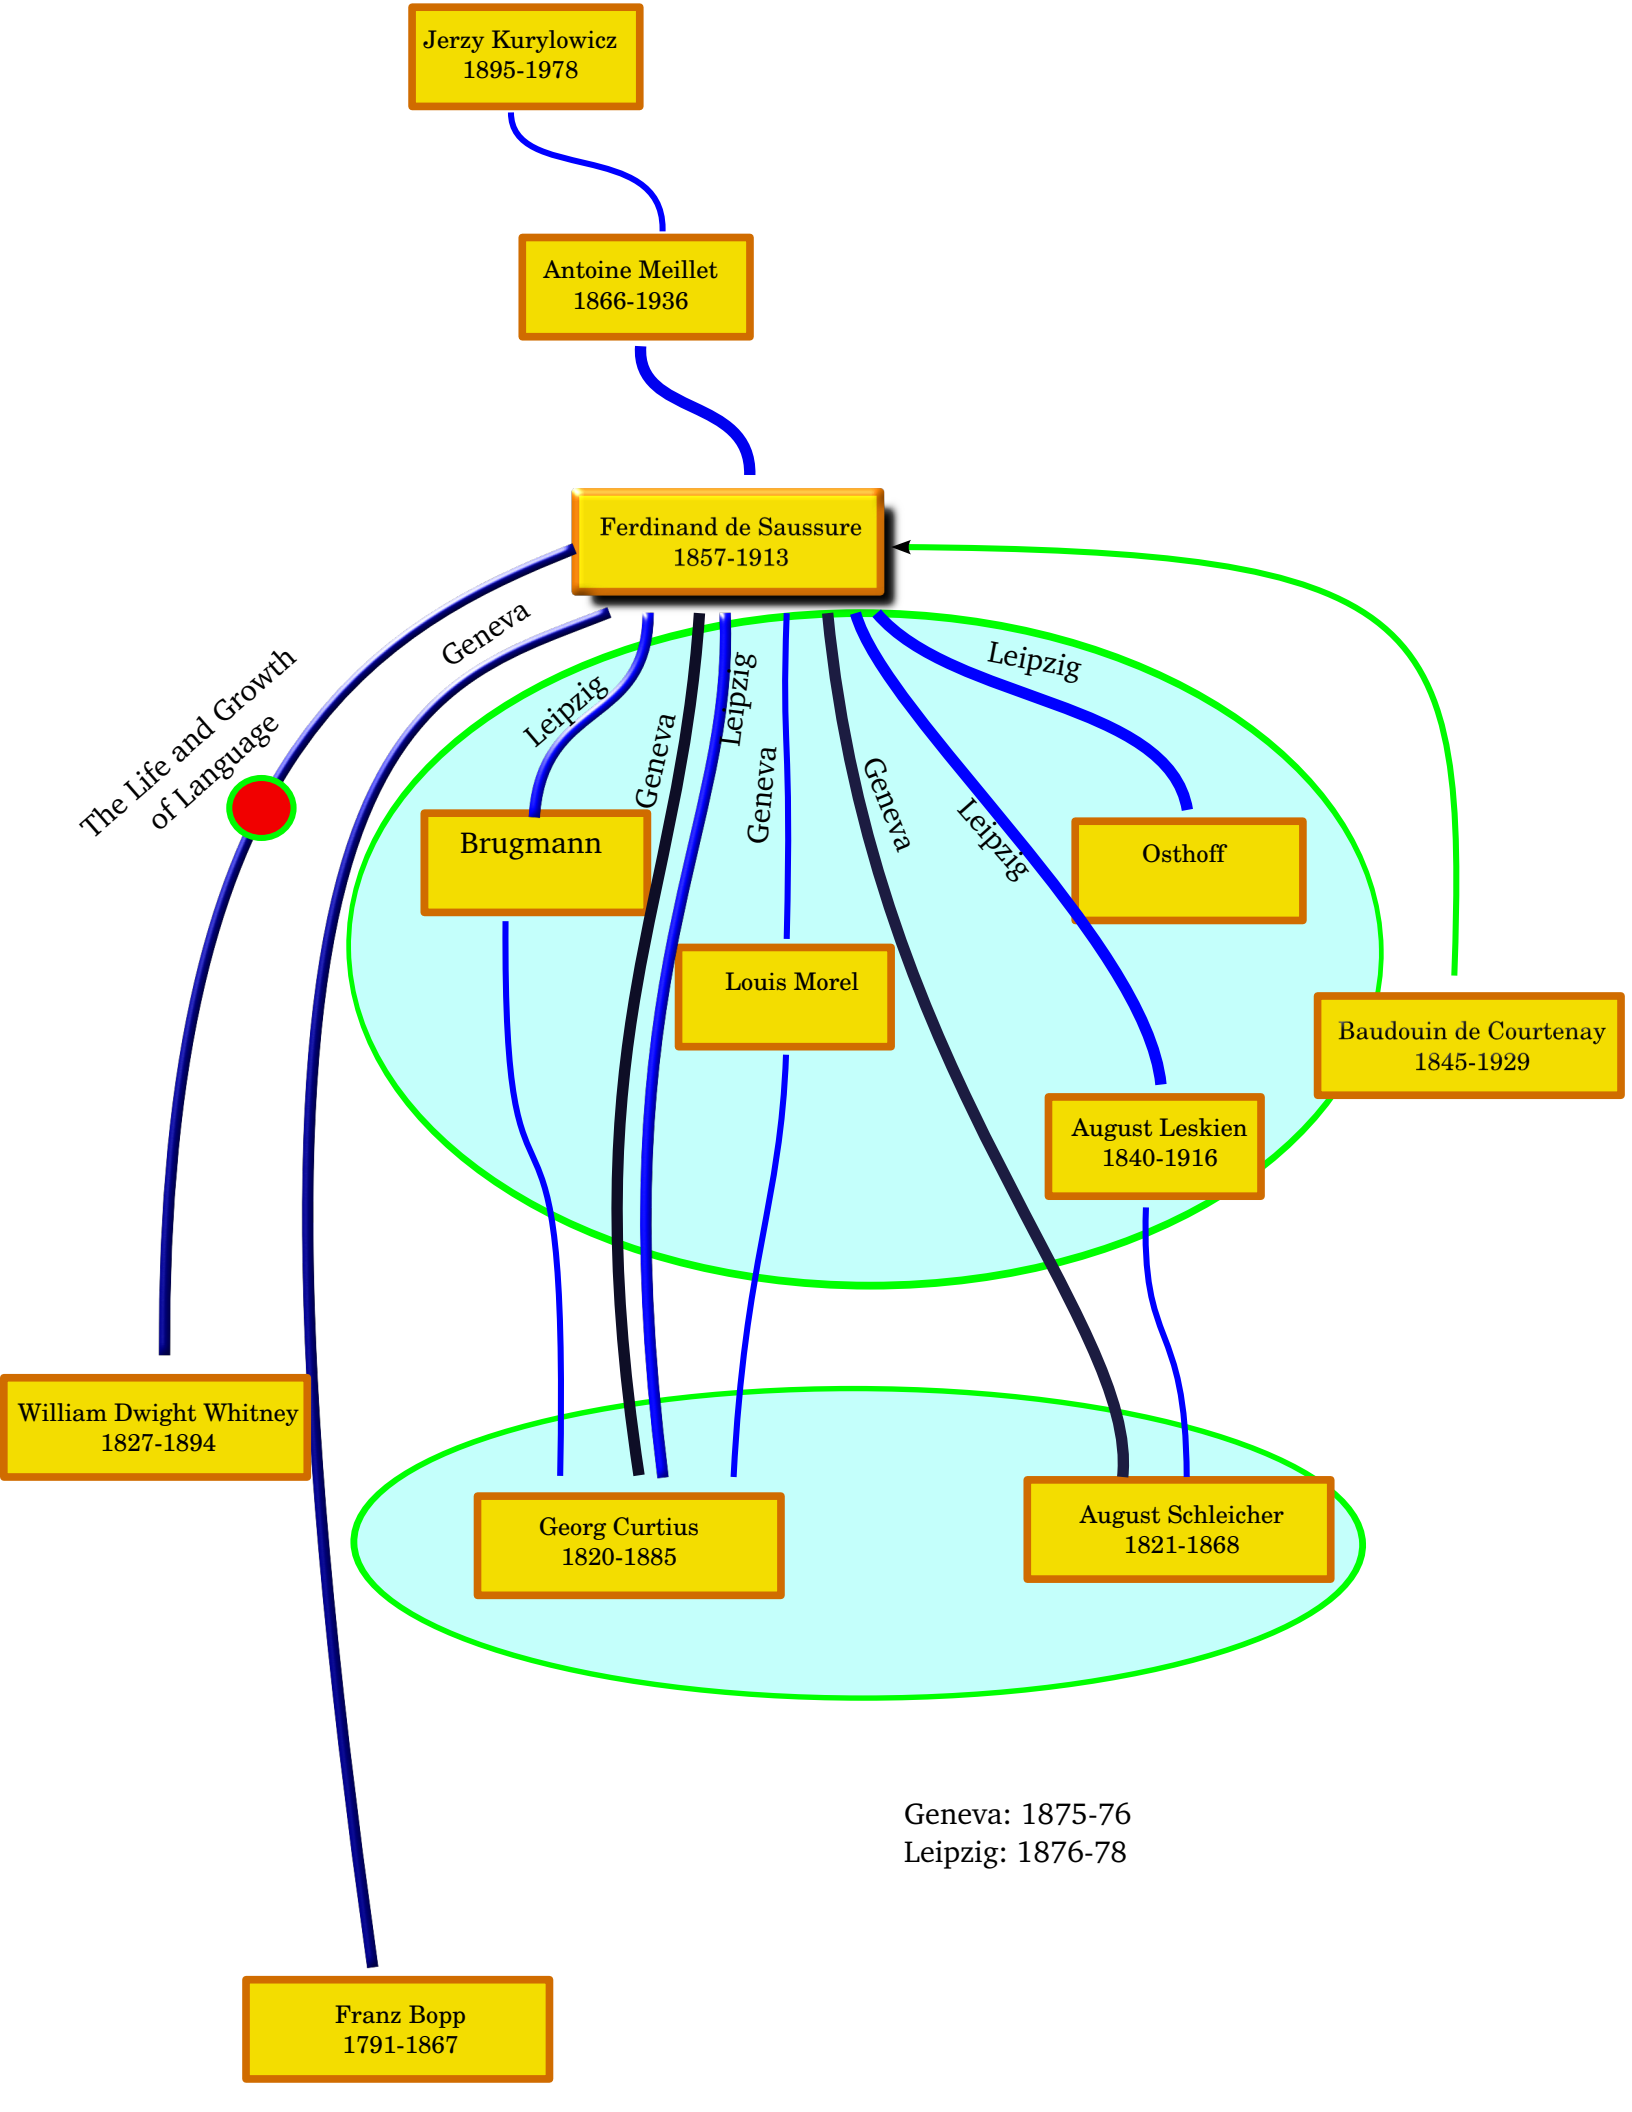 Jerzy Kurylowicz
1895-1978
Antoine Meillet
1866-1936
Ferdinand de Saussure
1857-1913
The Life and Growth
of Language
Geneva
Leipzig
Geneva
Leipzig
Geneva
Geneva
Leipzig
Leipzig
Brugmann
Osthoff
Louis Morel
Baudouin de Courtenay
1845-1929
August Leskien
1840-1916
William Dwight Whitney
1827-1894
Georg Curtius
1820-1885
August Schleicher
1821-1868
Geneva: 1875-76
Leipzig: 1876-78
Franz Bopp
1791-1867